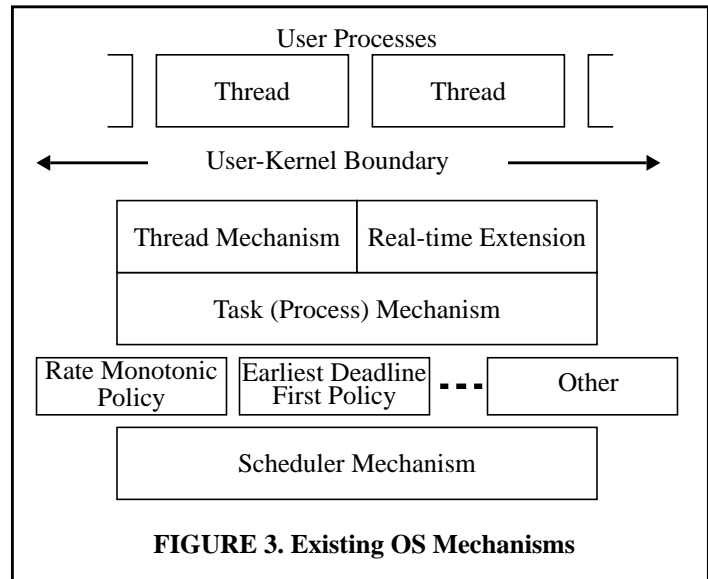 User Processes
Thread
Thread
User-Kernel Boundary
Thread Mechanism
Real-time Extension
Task (Process) Mechanism
Rate Monotonic
Policy
Earliest Deadline
First Policy
Other
Scheduler Mechanism
FIGURE 3. Existing OS Mechanisms